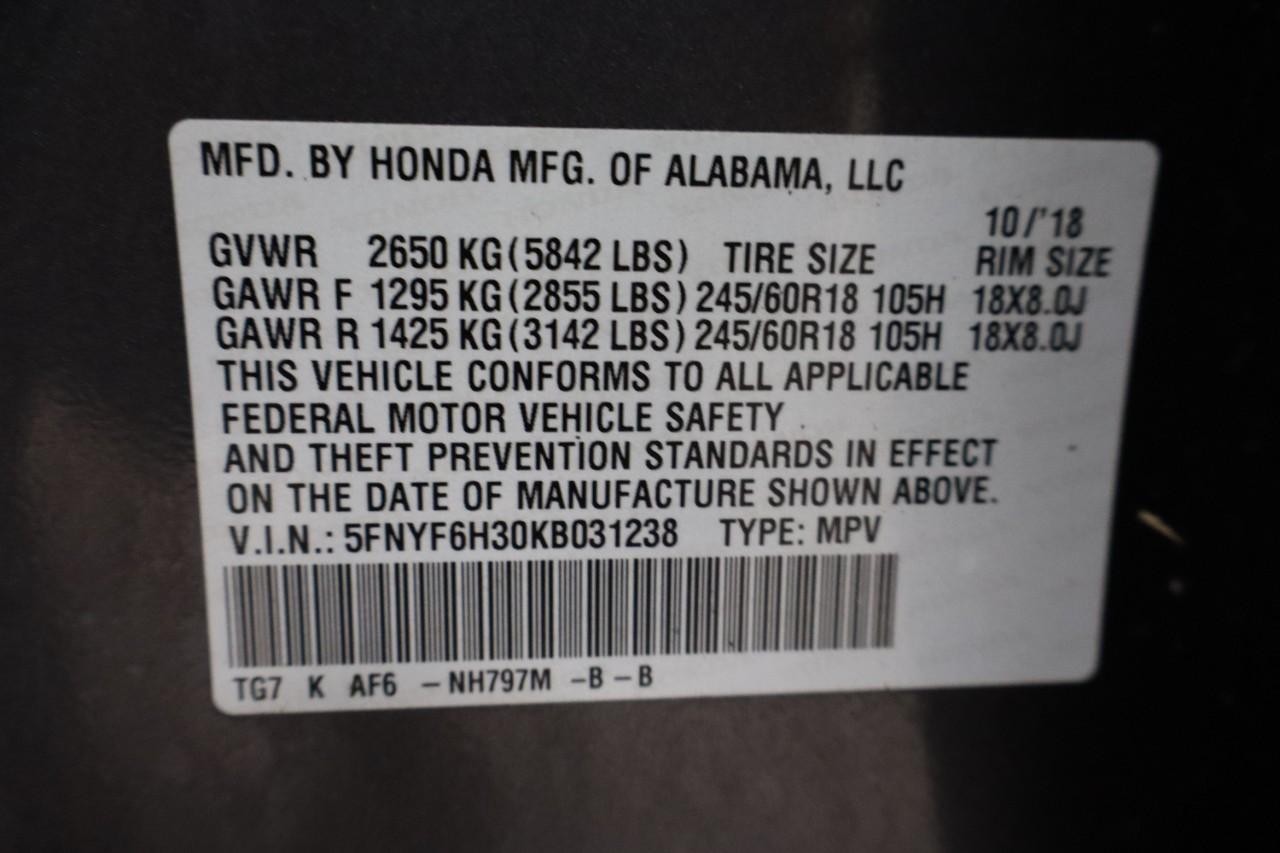 MFD. BY HONDA MFG. OF ALABAMA, LLC
10/'18
GVWR 2650 KG (5842 LBS) TIRE SIZE RIM SIZE
GAWR F 1295 KG (2855 LBS) 245/60R18 105H 18X8.0J
GAWR R 1425 KG (3142 LBS) 245/60R18 105H 18X8.0J
THIS VEHICLE CONFORMS TO ALL APPLICABLE
FEDERAL MOTOR VEHICLE SAFETY
AND THEFT PREVENTION STANDARDS IN EFFECT
ON THE DATE OF MANUFACTURE SHOWN ABOVE.
V.I.N.: 5FNYF6H30KB031238 TYPE: MPV
TG7 K AF6 – NH797M –B – B